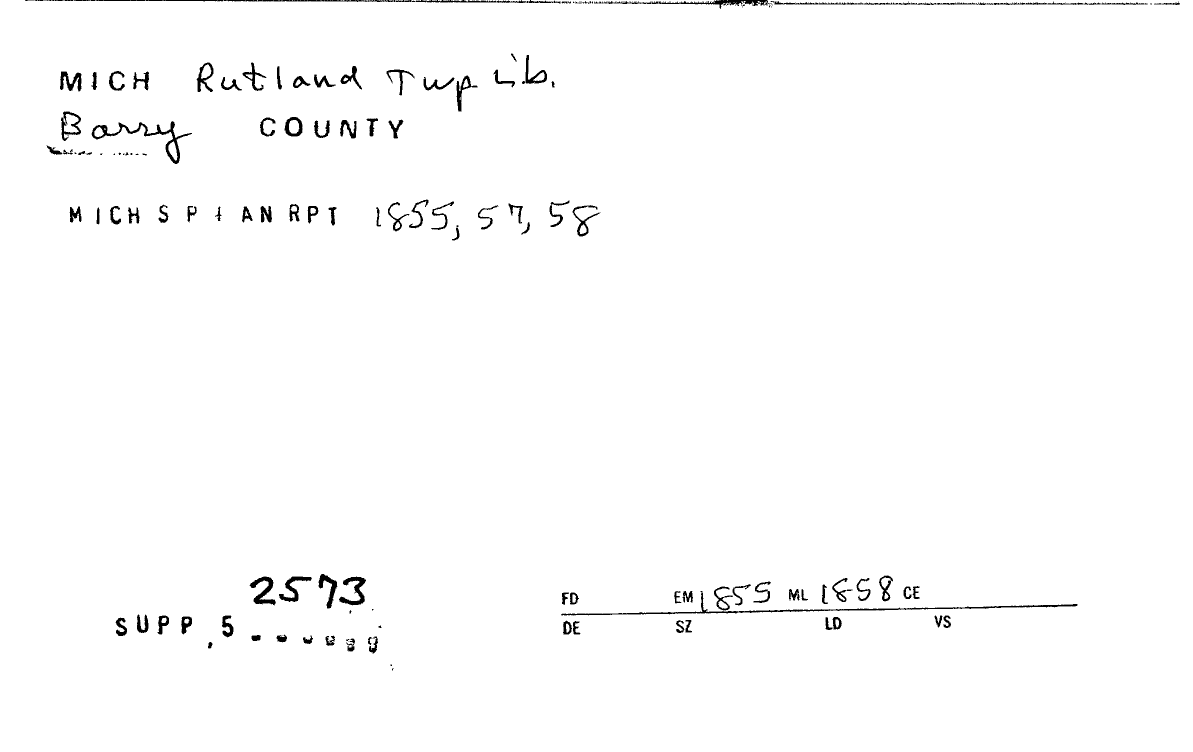 MICH Rutland Twp Lib.
Barry COUNTY
MICH S P I AN RPT 1855, 57, 58
2573
SUPP, 5
FD EM 1855 ML 1858 CE
DE SZ LD VS